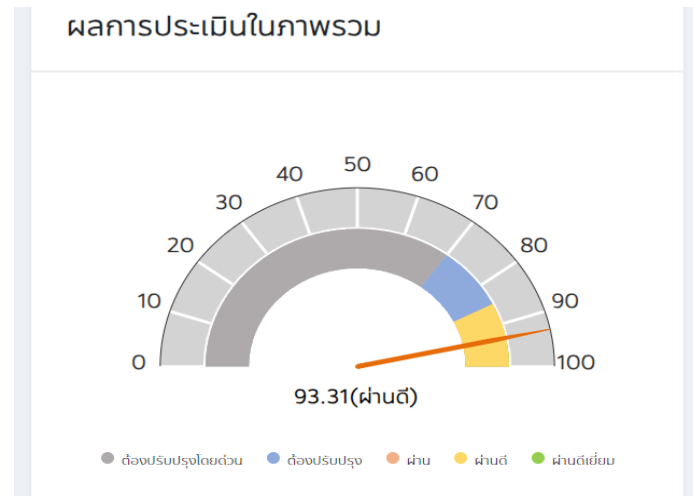 ผลการประเมินในภาพรวม
50
40 60
30 70
20 80
10 90
0 100
93.31(ผ่านดี)
ต้องปรับปรุงโดยด่วน ต้องปรับปรุง ผ่าน ผ่านดี ผ่านดีเยี่ยม